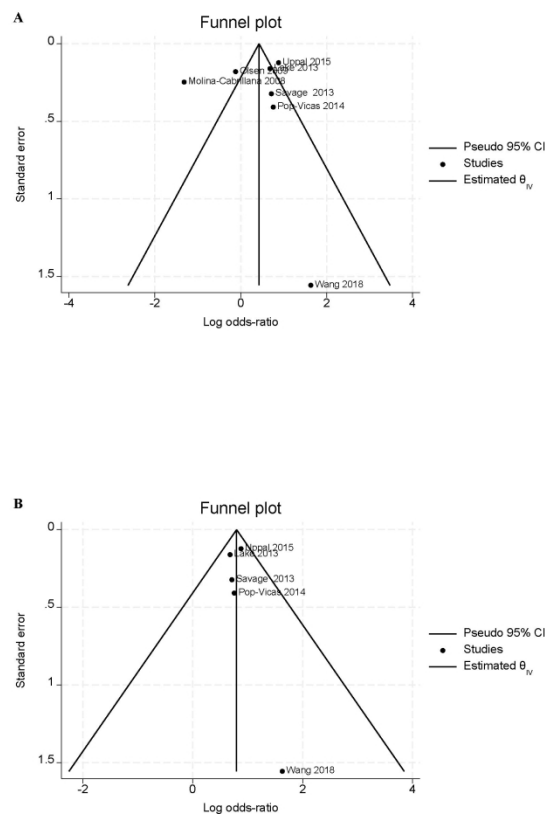 A
Funnel plot
0
.5
1
1.5
Standard error
Uppal 2015
Lake 2013
Olsen 2009
Molina-Cabrillana 2008
Savage 2013
Pop-Vicas 2014
Wang 2018
-4
-2
0
2
4
Log odds-ratio
Pseudo 95% CI
Studies
Estimated θIV
B
Funnel plot
0
.5
1
1.5
Standard error
Uppal 2015
Lake 2013
Savage 2013
Pop-Vicas 2014
Wang 2018
-2
0
2
4
Log odds-ratio
Pseudo 95% CI
Studies
Estimated θIV